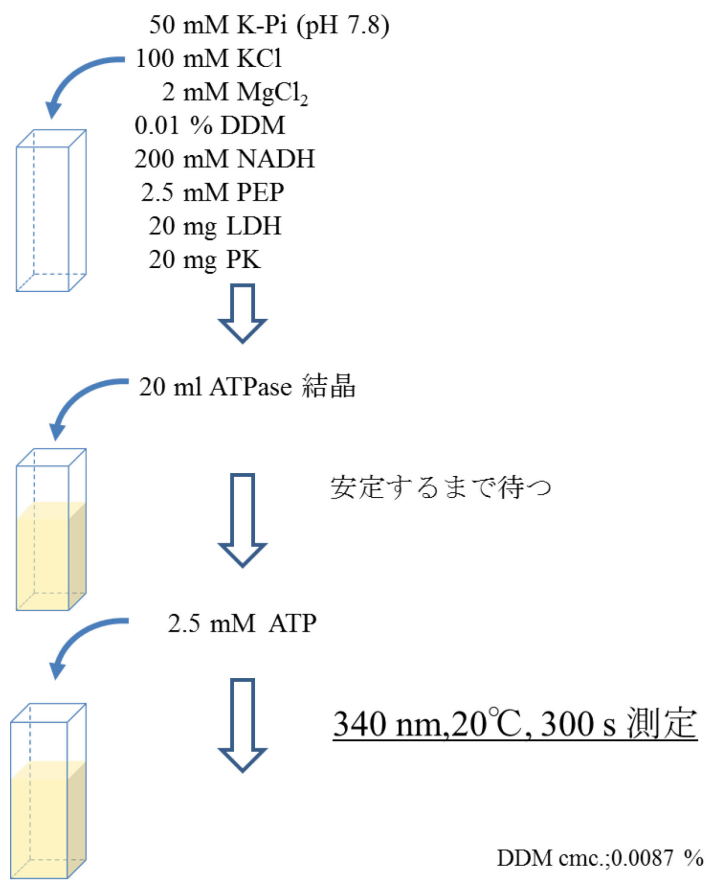 50 mM K-Pi (pH 7.8)
100 mM KCl
2 mM MgCl₂
0.01 % DDM
200 mM NADH
2.5 mM PEP
20 mg LDH
20 mg PK
20 ml ATPase 結晶
安定するまで待つ
2.5 mM ATP
340 nm,20℃, 300 s 測定
DDM cmc.;0.0087 %